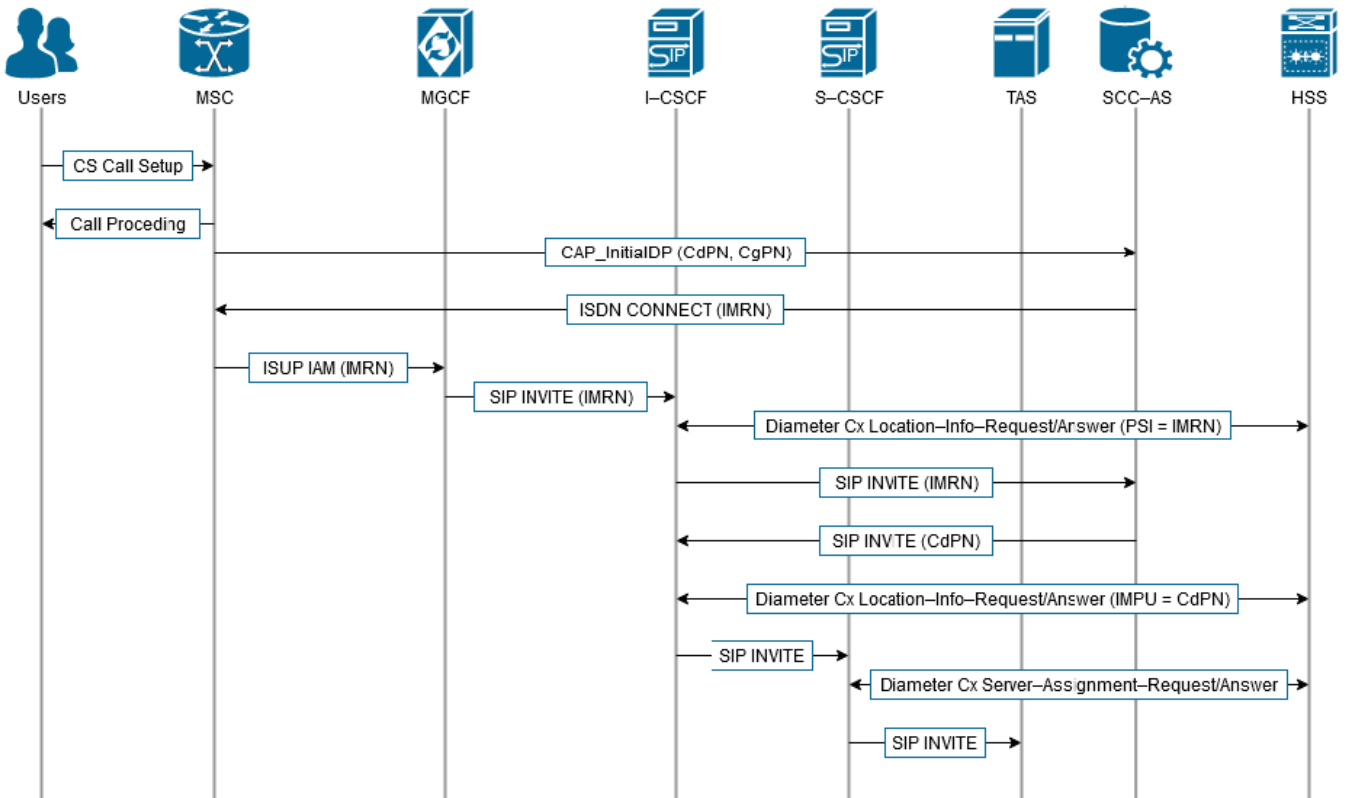 Users
MSC
MGCF
I–CSCF
S–CSCF
TAS
SCC–AS
HSS
SIP
SIP
CS Call Setup
Call Proceding
CAP_InitialDP (CdPN, CgPN)
ISDN CONNECT (IMRN)
ISUP IAM (IMRN)
SIP INVITE (IMRN)
Diameter Cx Location–Info–Request/Answer (PSI = IMRN)
SIP INVITE (IMRN)
SIP INVITE (CdPN)
Diameter Cx Location–Info–Request/Answer (IMPU = CdPN)
SIP INVITE
Diameter Cx Server–Assignment–Request/Answer
SIP INVITE